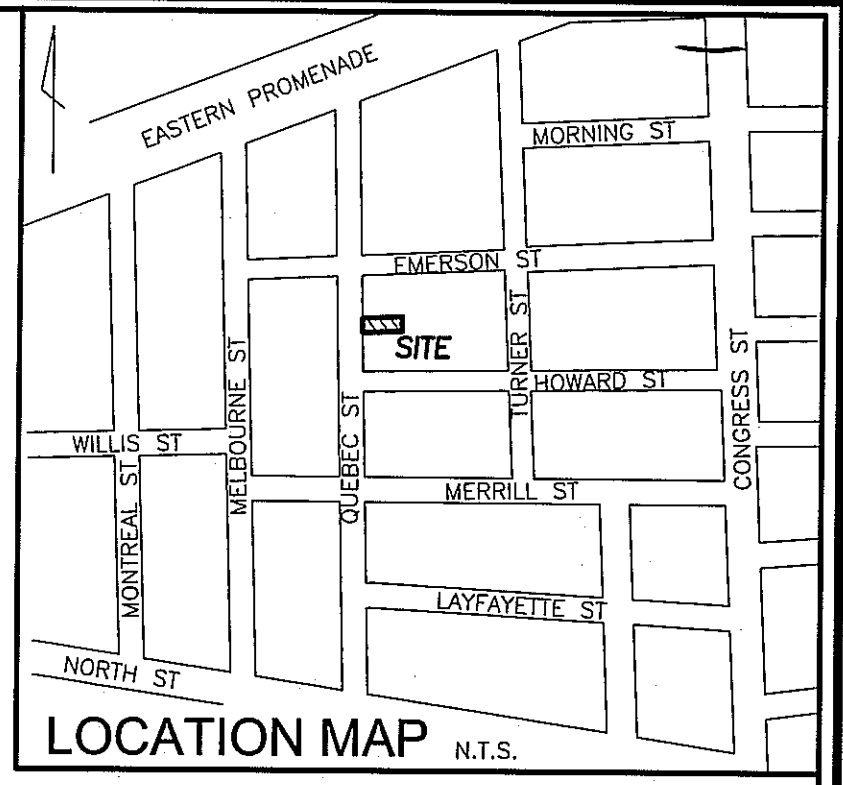 EASTERN PROMENADE
MORNING ST
EMERSON ST
SITE
TURNER ST
HOWARD ST
CONGRESS ST
MELBOURNE ST
QUEBEC ST
WILLIS ST
MONTREAL ST
MERRILL ST
LAYFAYETTE ST
NORTH ST
LOCATION MAP N.T.S.